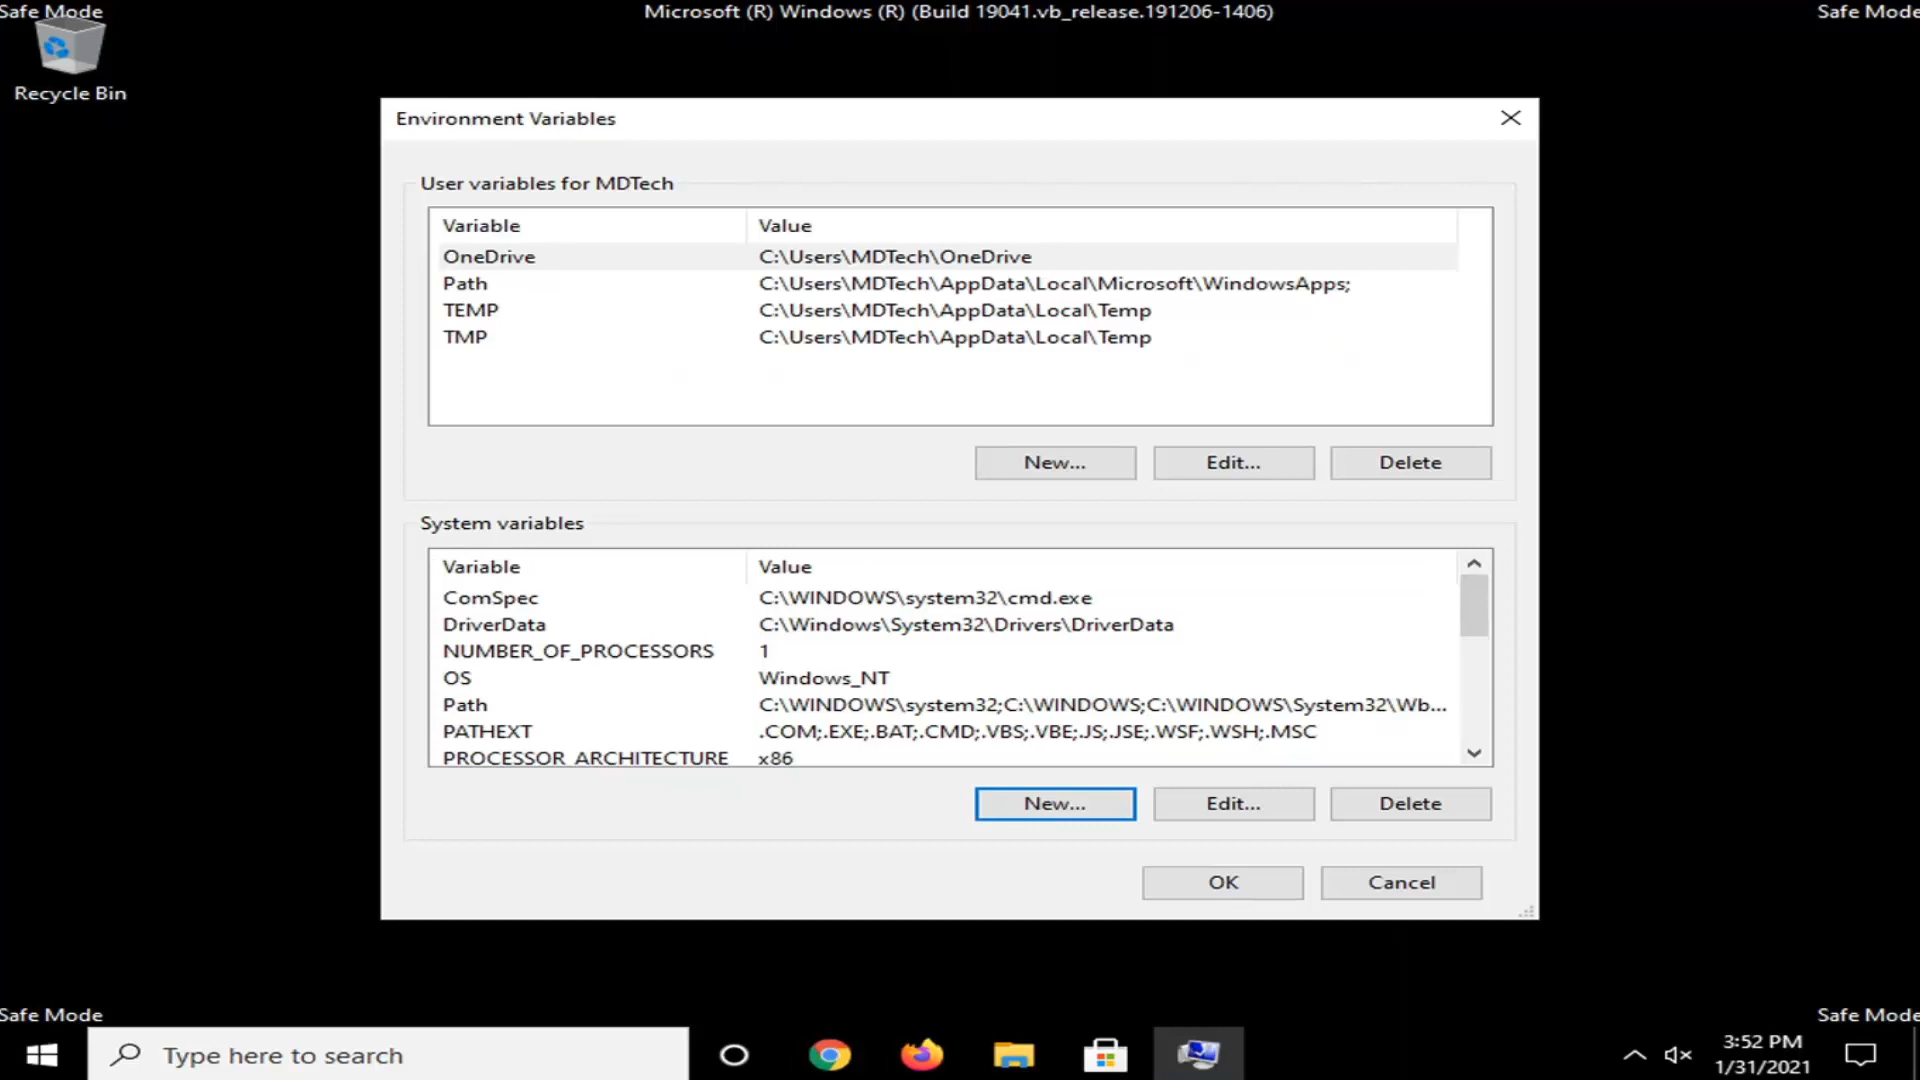 Safe Mode Microsoft (R) Windows (R) (Build 19041.vb_release.191206-1406) Safe Mode
Recycle Bin
Environment Variables
User variables for MDTech
Variable Value
OneDrive C:\Users\MDTech\OneDrive
Path C:\Users\MDTech\AppData\Local\Microsoft\WindowsApps;
TEMP C:\Users\MDTech\AppData\Local\Temp
TMP C:\Users\MDTech\AppData\Local\Temp
New... Edit... Delete
System variables
Variable Value
ComSpec C:\WINDOWS\system32\cmd.exe
DriverData C:\Windows\System32\Drivers\DriverData
NUMBER_OF_PROCESSORS 1
OS Windows_NT
Path C:\WINDOWS\system32;C:\WINDOWS;C:\WINDOWS\System32\Wb...
PATHEXT .COM;.EXE;.BAT;.CMD;.VBS;.VBE;.JS;.JSE;.WSF;.WSH;.MSC
PROCESSOR_ARCHITECTURE x86
New... Edit... Delete
OK Cancel
Safe Mode Safe Mode
Type here to search
3:52 PM
1/31/2021